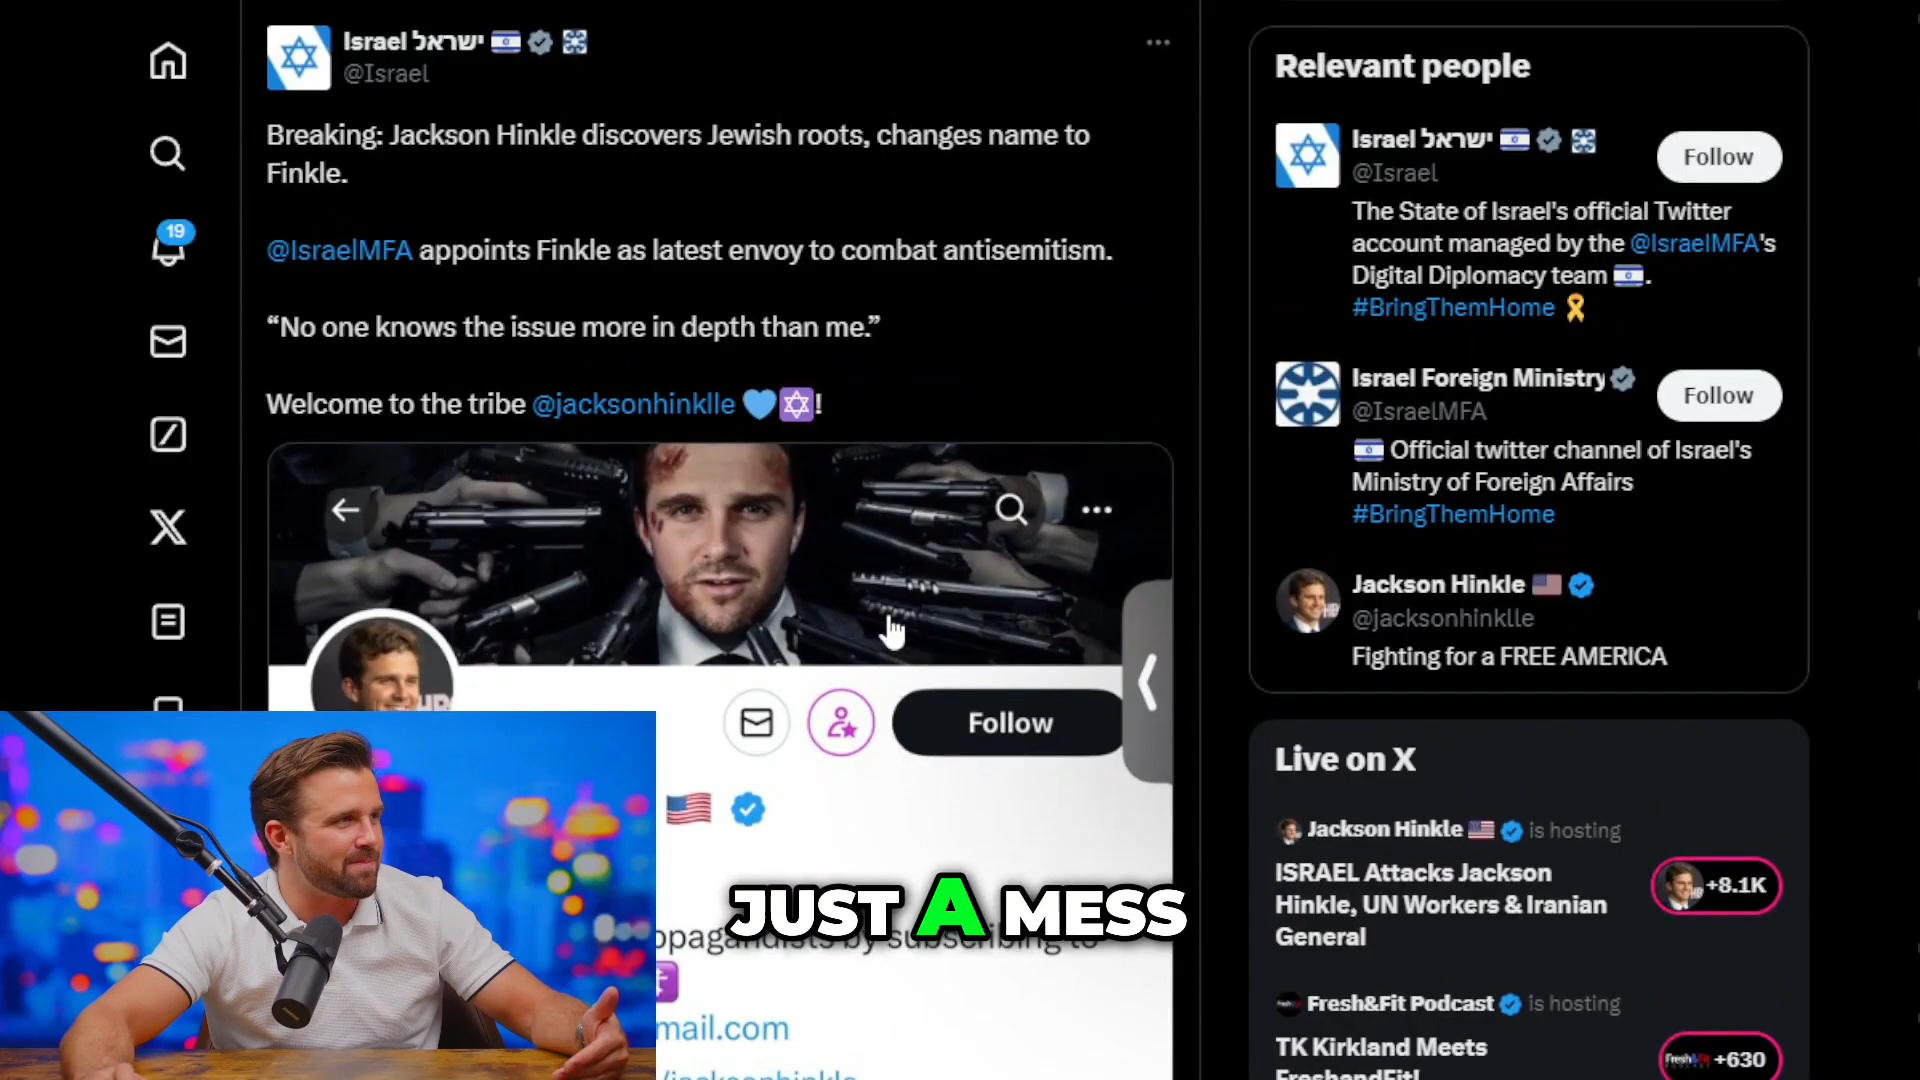 Israel ישראל
@Israel
Breaking: Jackson Hinkle discovers Jewish roots, changes name to
Finkle.
@IsraelMFA appoints Finkle as latest envoy to combat antisemitism.
“No one knows the issue more in depth than me.”
Welcome to the tribe @jacksonhinklle 💙✡️!
19
Follow
JUST A MESS
by subscribing to
mail.com
/jacksonhinkle
Relevant people
Israel ישראל
@Israel
Follow
The State of Israel's official Twitter
account managed by the @IsraelMFA's
Digital Diplomacy team 🇮🇱.
#BringThemHome 🎗️
Israel Foreign Ministry
@IsraelMFA
Follow
🇮🇱 Official twitter channel of Israel's
Ministry of Foreign Affairs
#BringThemHome
Jackson Hinkle 🇺🇸
@jacksonhinklle
Fighting for a FREE AMERICA
Live on X
Jackson Hinkle 🇺🇸 is hosting
ISRAEL Attacks Jackson
Hinkle, UN Workers & Iranian
General
+8.1K
Fresh&Fit Podcast is hosting
TK Kirkland Meets
FreshandFit!
+630